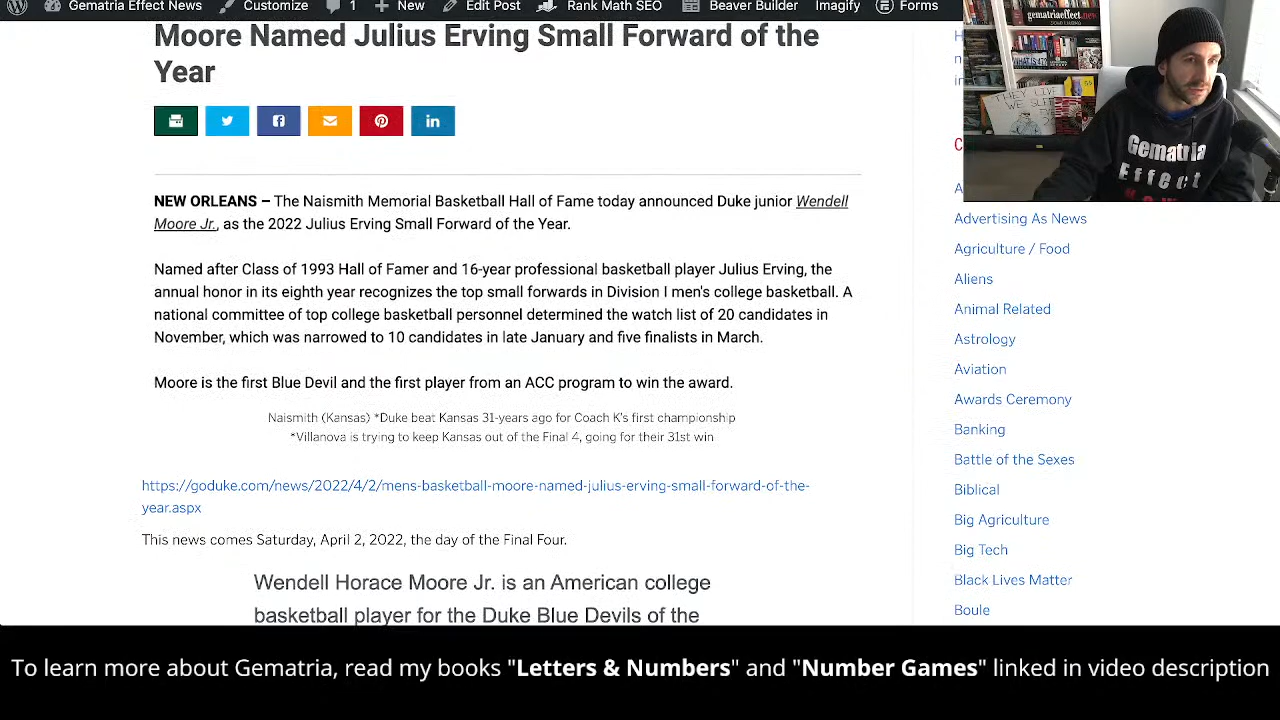 Gematria Effect News
Customize
1
New
Edit Post
Rank Math SEO
Beaver Builder
Imagify
Forms
Moore Named Julius Erving Small Forward of the
Year
NEW ORLEANS – The Naismith Memorial Basketball Hall of Fame today announced Duke junior Wendell
Moore Jr., as the 2022 Julius Erving Small Forward of the Year.
Named after Class of 1993 Hall of Famer and 16-year professional basketball player Julius Erving, the
annual honor in its eighth year recognizes the top small forwards in Division I men's college basketball. A
national committee of top college basketball personnel determined the watch list of 20 candidates in
November, which was narrowed to 10 candidates in late January and five finalists in March.
Moore is the first Blue Devil and the first player from an ACC program to win the award.
Naismith (Kansas) *Duke beat Kansas 31-years ago for Coach K's first championship
*Villanova is trying to keep Kansas out of the Final 4, going for their 31st win
https://goduke.com/news/2022/4/2/mens-basketball-moore-named-julius-erving-small-forward-of-the-
year.aspx
This news comes Saturday, April 2, 2022, the day of the Final Four.
Wendell Horace Moore Jr. is an American college
basketball player for the Duke Blue Devils of the
gematriaeffect.news
THEY LIVE
WE SLEEP
Gematria
Effect
Advertising As News
Agriculture / Food
Aliens
Animal Related
Astrology
Aviation
Awards Ceremony
Banking
Battle of the Sexes
Biblical
Big Agriculture
Big Tech
Black Lives Matter
Boule
To learn more about Gematria, read my books "Letters & Numbers" and "Number Games" linked in video description